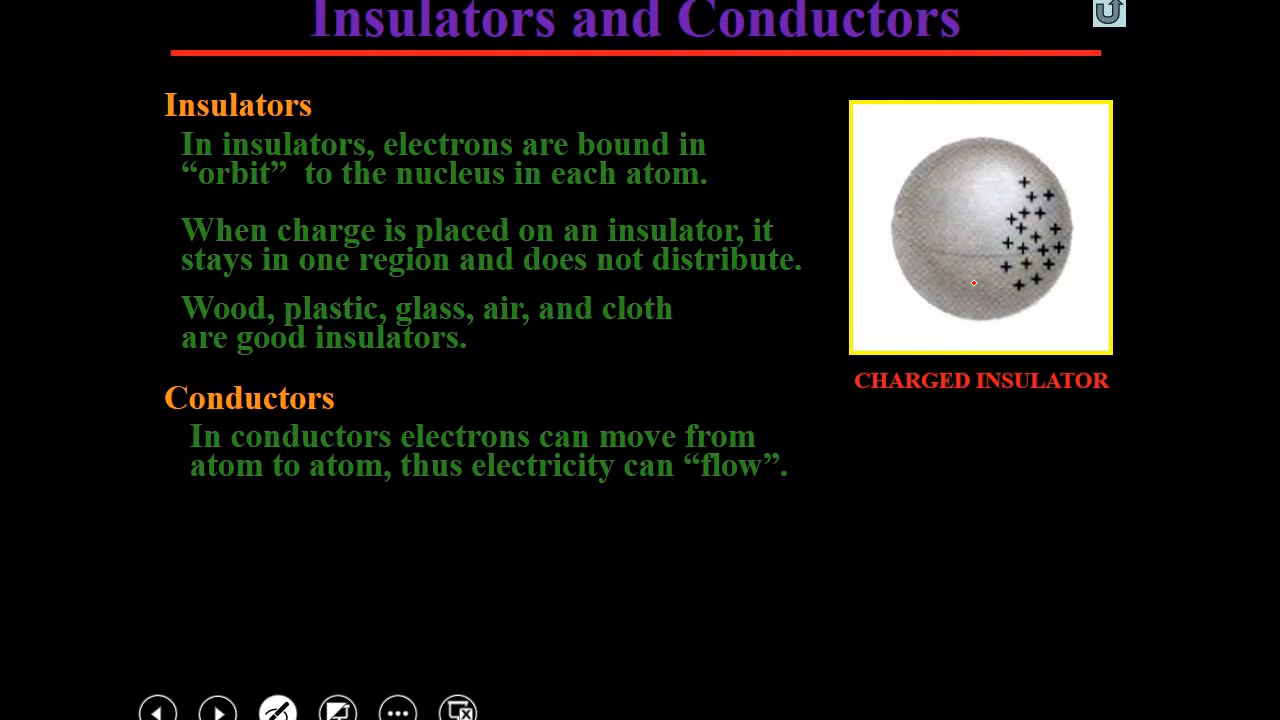 Insulators and Conductors
Insulators
In insulators, electrons are bound in
“orbit”  to the nucleus in each atom.
When charge is placed on an insulator, it
stays in one region and does not distribute.
Wood, plastic, glass, air, and cloth
are good insulators.
CHARGED INSULATOR
Conductors
In conductors electrons can move from
atom to atom, thus electricity can “flow”.